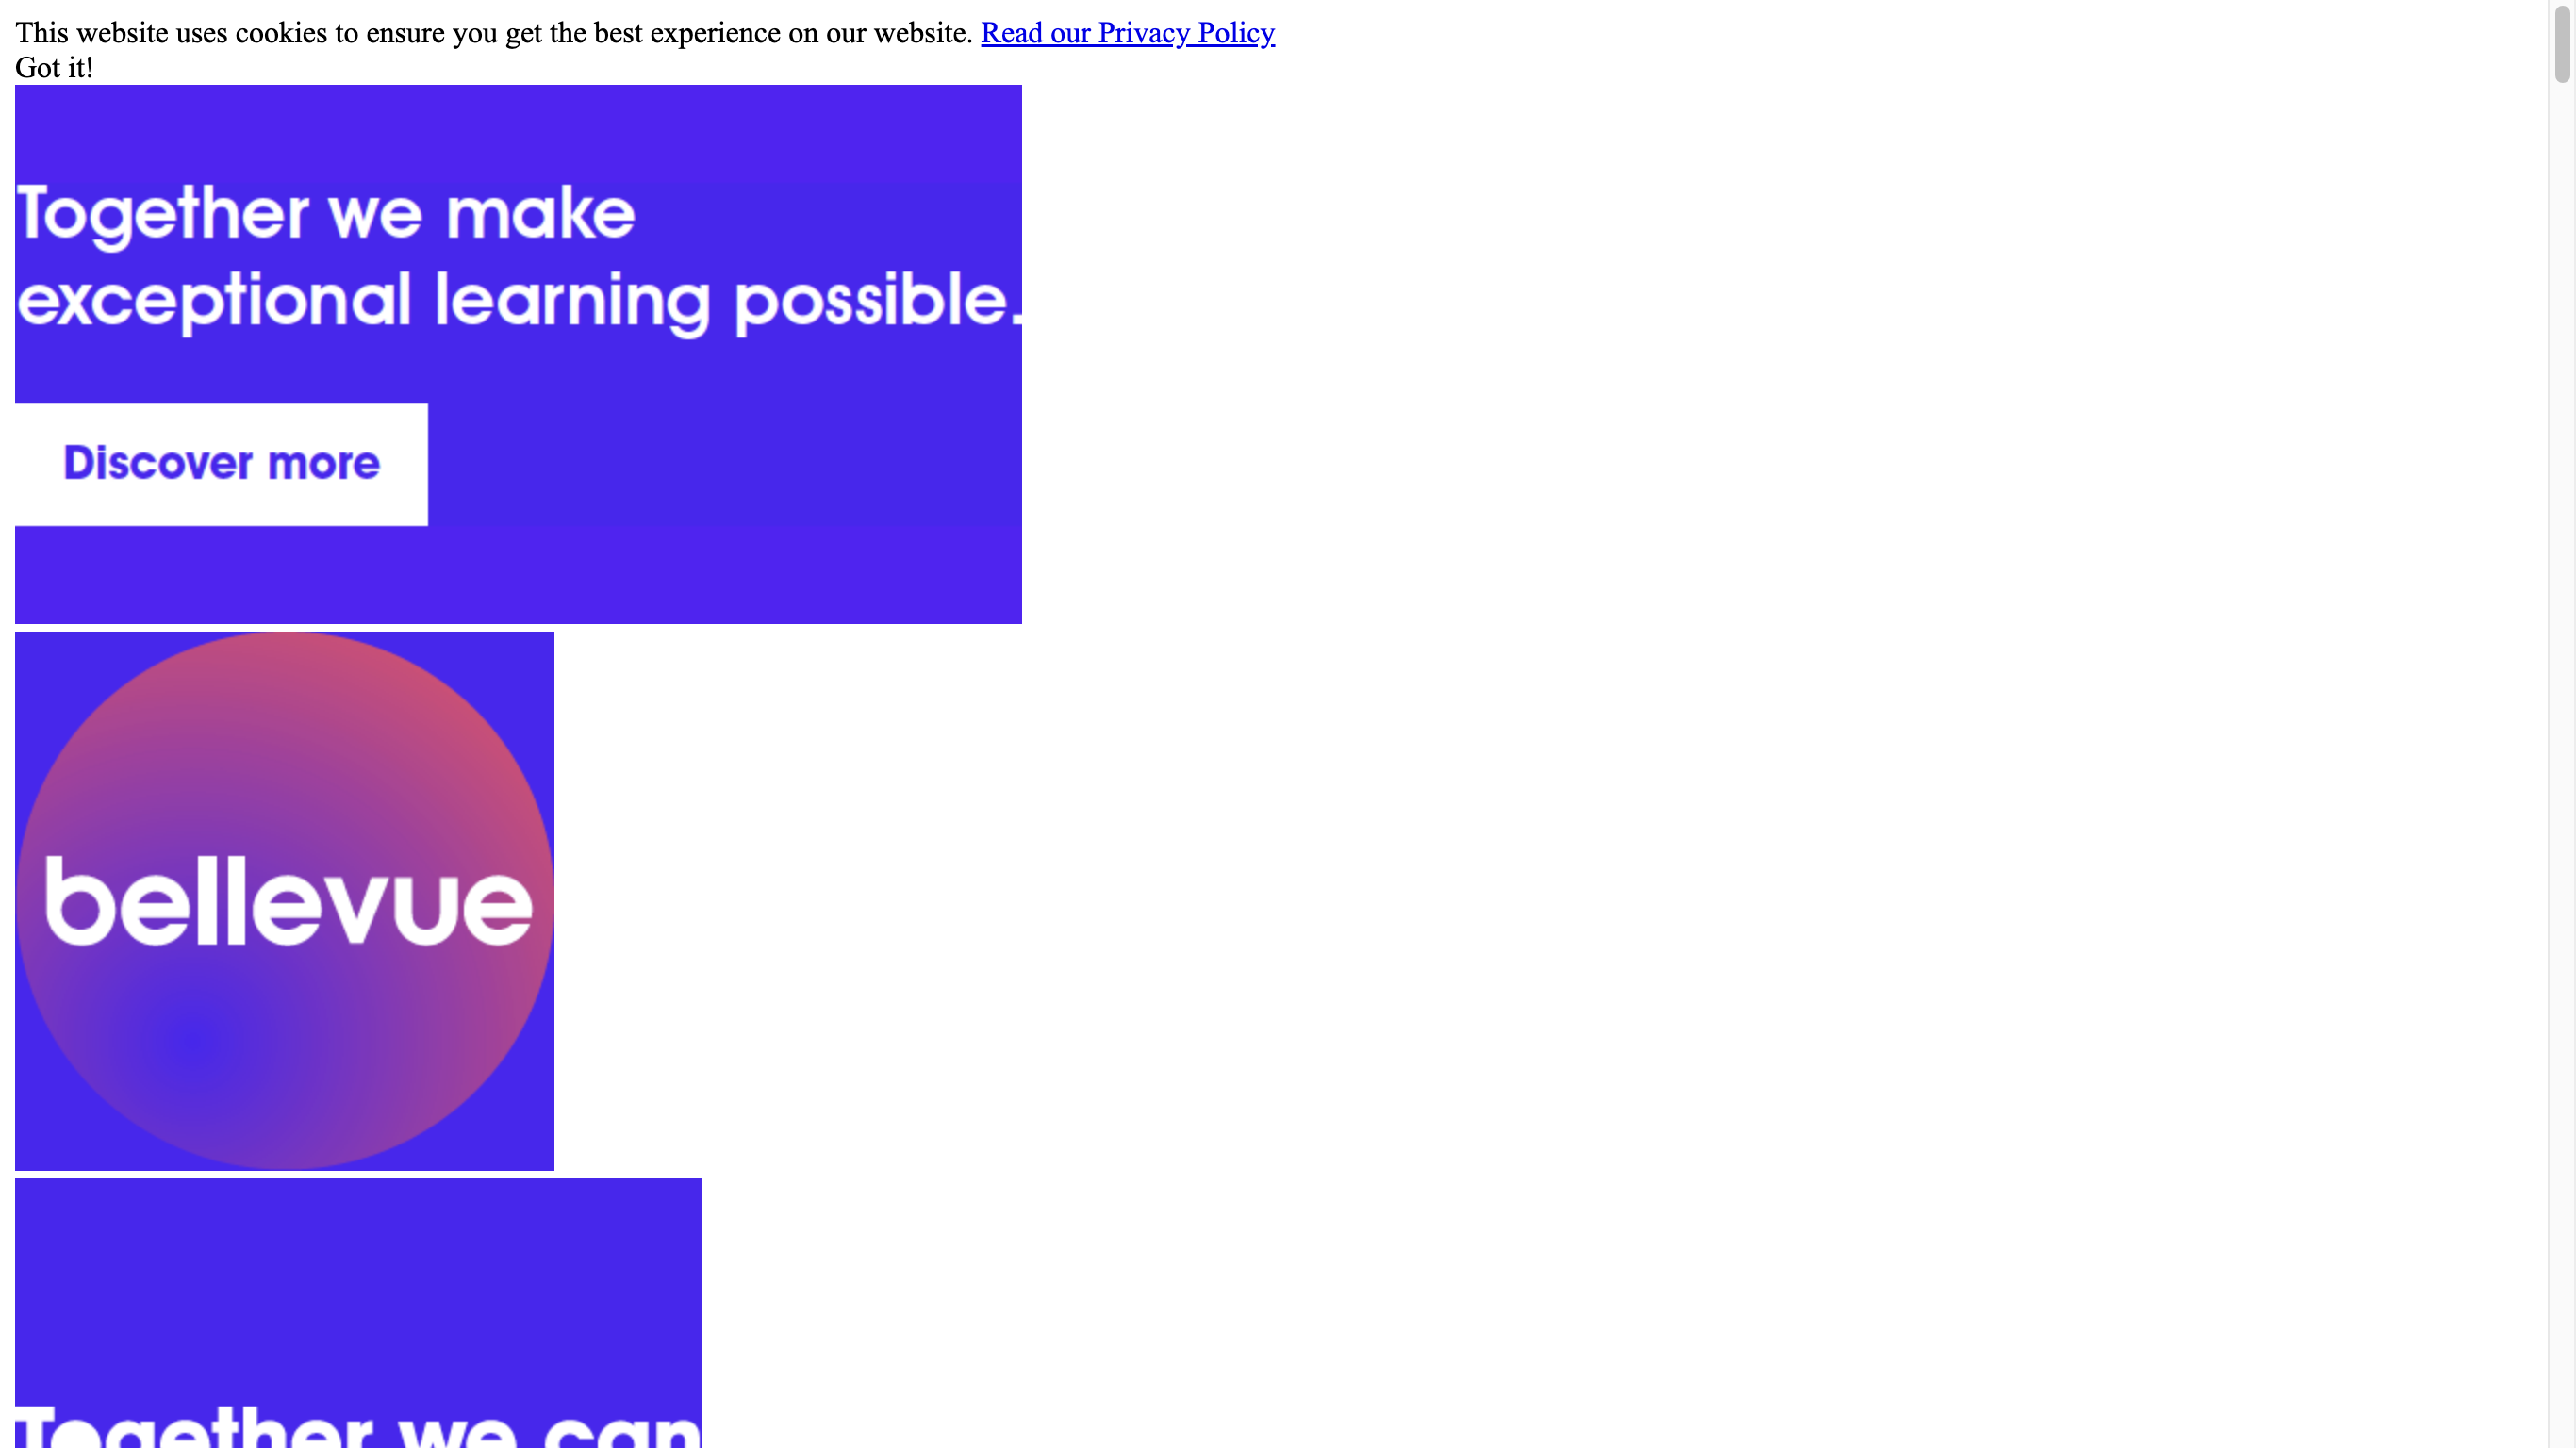 This website uses cookies to ensure you get the best experience on our website. Read our Privacy Policy
Got it!
Together we make
exceptional learning possible.
Discover more
bellevue
Together we can